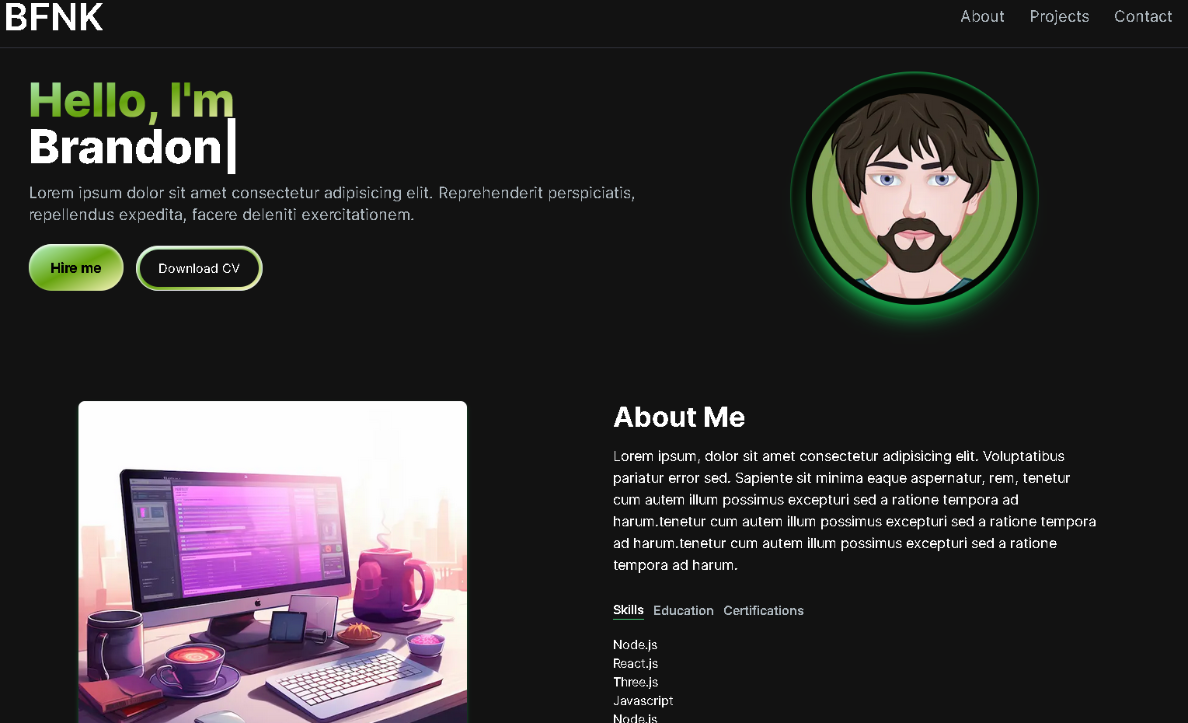 BFNK
About Projects Contact
Hello, I'm
Brandon
Lorem ipsum dolor sit amet consectetur adipisicing elit. Reprehenderit perspiciatis,
repellendus expedita, facere deleniti exercitationem.
Hire me Download CV
About Me
Lorem ipsum, dolor sit amet consectetur adipisicing elit. Voluptatibus
pariatur error sed. Sapiente sit minima eaque aspernatur, rem, tenetur
cum autem illum possimus excepturi sed a ratione tempora ad
harum.tenetur cum autem illum possimus excepturi sed a ratione tempora
ad harum.tenetur cum autem illum possimus excepturi sed a ratione
tempora ad harum.
Skills Education Certifications
Node.js
React.js
Three.js
Javascript
Node.js